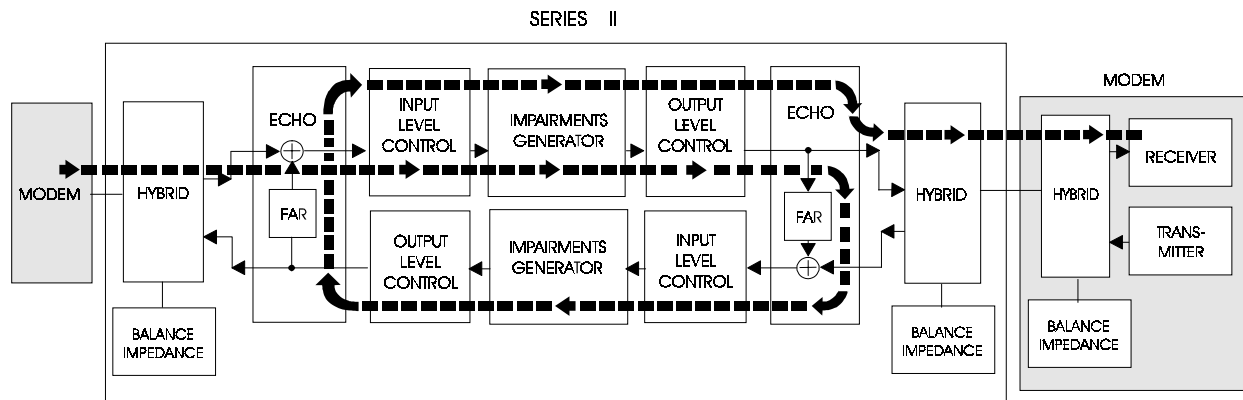 SERIES II
MODEM
HYBRID
BALANCE
IMPEDANCE
ECHO
FAR
INPUT
LEVEL
CONTROL
IMPAIRMENTS
GENERATOR
OUTPUT
LEVEL
CONTROL
OUTPUT
LEVEL
CONTROL
IMPAIRMENTS
GENERATOR
INPUT
LEVEL
CONTROL
ECHO
FAR
HYBRID
BALANCE
IMPEDANCE
MODEM
HYBRID
RECEIVER
TRANS-
MITTER
BALANCE
IMPEDANCE